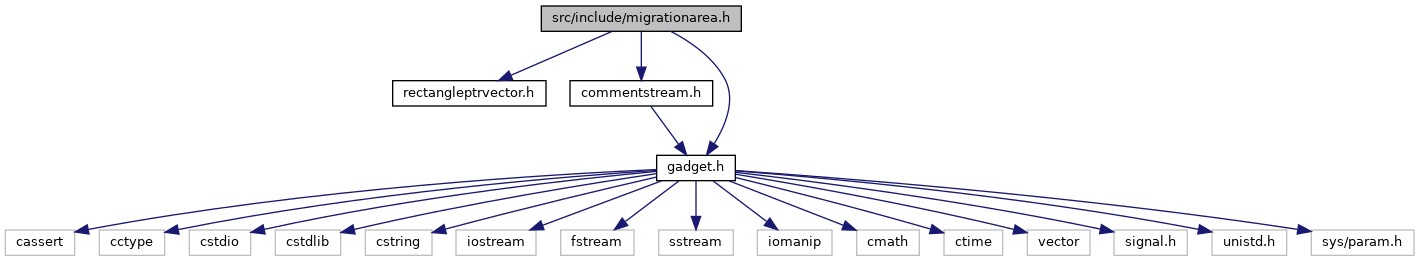 src/include/migrationarea.h
rectangleptrvector.h
commentstream.h
gadget.h
cassert
cctype
cstdio
cstdlib
cstring
iostream
fstream
sstream
iomanip
cmath
ctime
vector
signal.h
unistd.h
sys/param.h